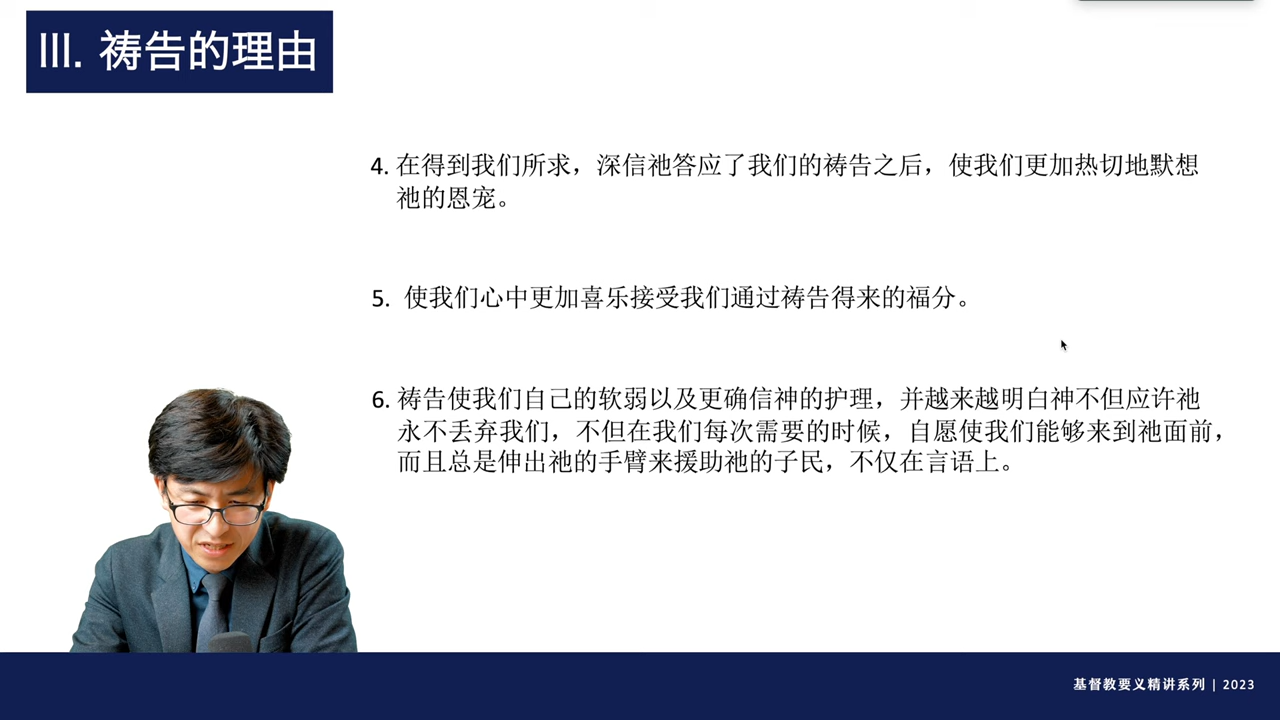 III. 祷告的理由
4. 在得到我们所求，深信祂答应了我们的祷告之后，使我们更加热切地默想
祂的恩宠。
5. 使我们心中更加喜乐接受我们通过祷告得来的福分。
6. 祷告使我们自己的软弱以及更确信神的护理，并越来越明白神不但应许祂
永不丢弃我们，不但在我们每次需要的时候，自愿使我们能够来到祂面前，
而且总是伸出祂的手臂来援助祂的子民，不仅在言语上。
基督教要义精讲系列 | 2023